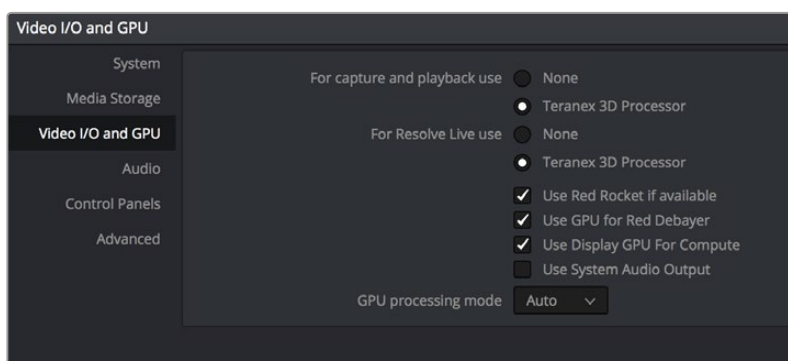 Video I/O and GPU
System
Media Storage
Video I/O and GPU
Audio
Control Panels
Advanced
For capture and playback use
None
Teranex 3D Processor
For Resolve Live use
None
Teranex 3D Processor
Use Red Rocket if available
Use GPU for Red Debayer
Use Display GPU For Compute
Use System Audio Output
GPU processing mode
Auto